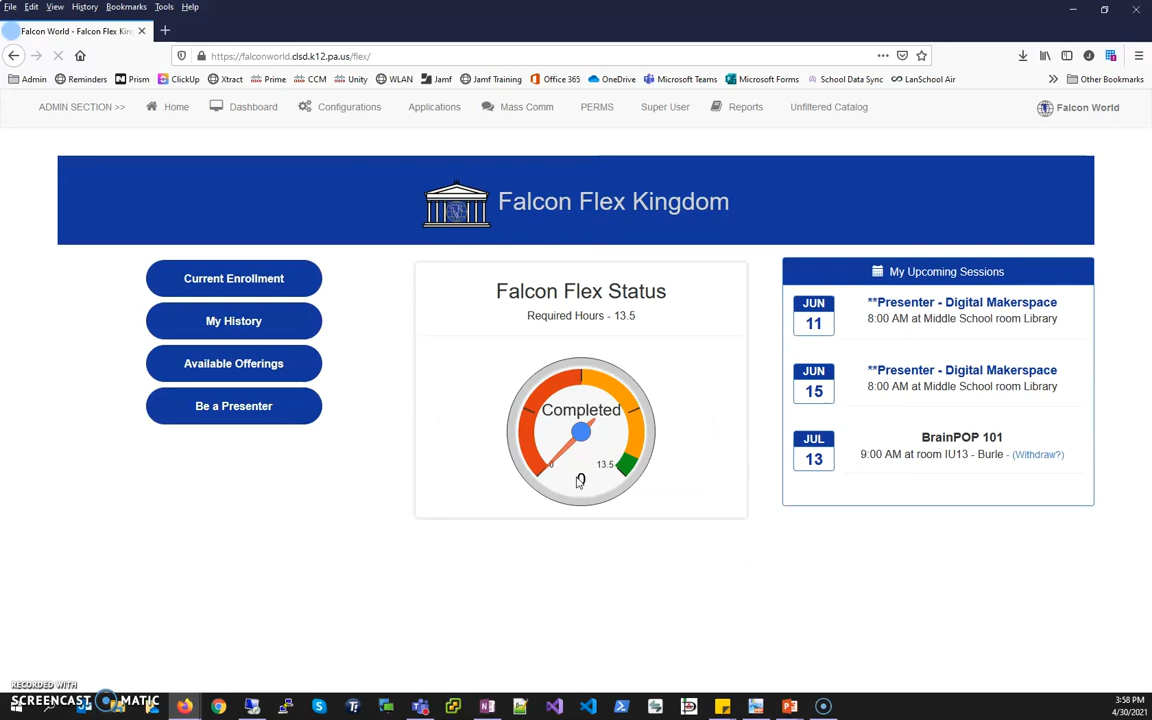 File Edit View History Bookmarks Tools Help
Falcon World - Falcon Flex Kin
https://falconworld.clsd.k12.pa.us/flex/
Admin Reminders Prism ClickUp Xtract Prime CCM Unity WLAN Jamf Jamf Training Office 365 OneDrive Microsoft Teams Microsoft Forms School Data Sync LanSchool Air Other Bookmarks
ADMIN SECTION >> Home Dashboard Configurations Applications Mass Comm PERMS Super User Reports Unfiltered Catalog Falcon World
Falcon Flex Kingdom
Current Enrollment
My History
Available Offerings
Be a Presenter
Falcon Flex Status
Required Hours - 13.5
Completed
0 13.5
0
My Upcoming Sessions
JUN
11
**Presenter - Digital Makerspace
8:00 AM at Middle School room Library
JUN
15
**Presenter - Digital Makerspace
8:00 AM at Middle School room Library
JUL
13
BrainPOP 101
9:00 AM at room IU13 - Burle - (Withdraw?)
RECORDED WITH
SCREENCAST MATIC
3:58 PM
4/30/2021